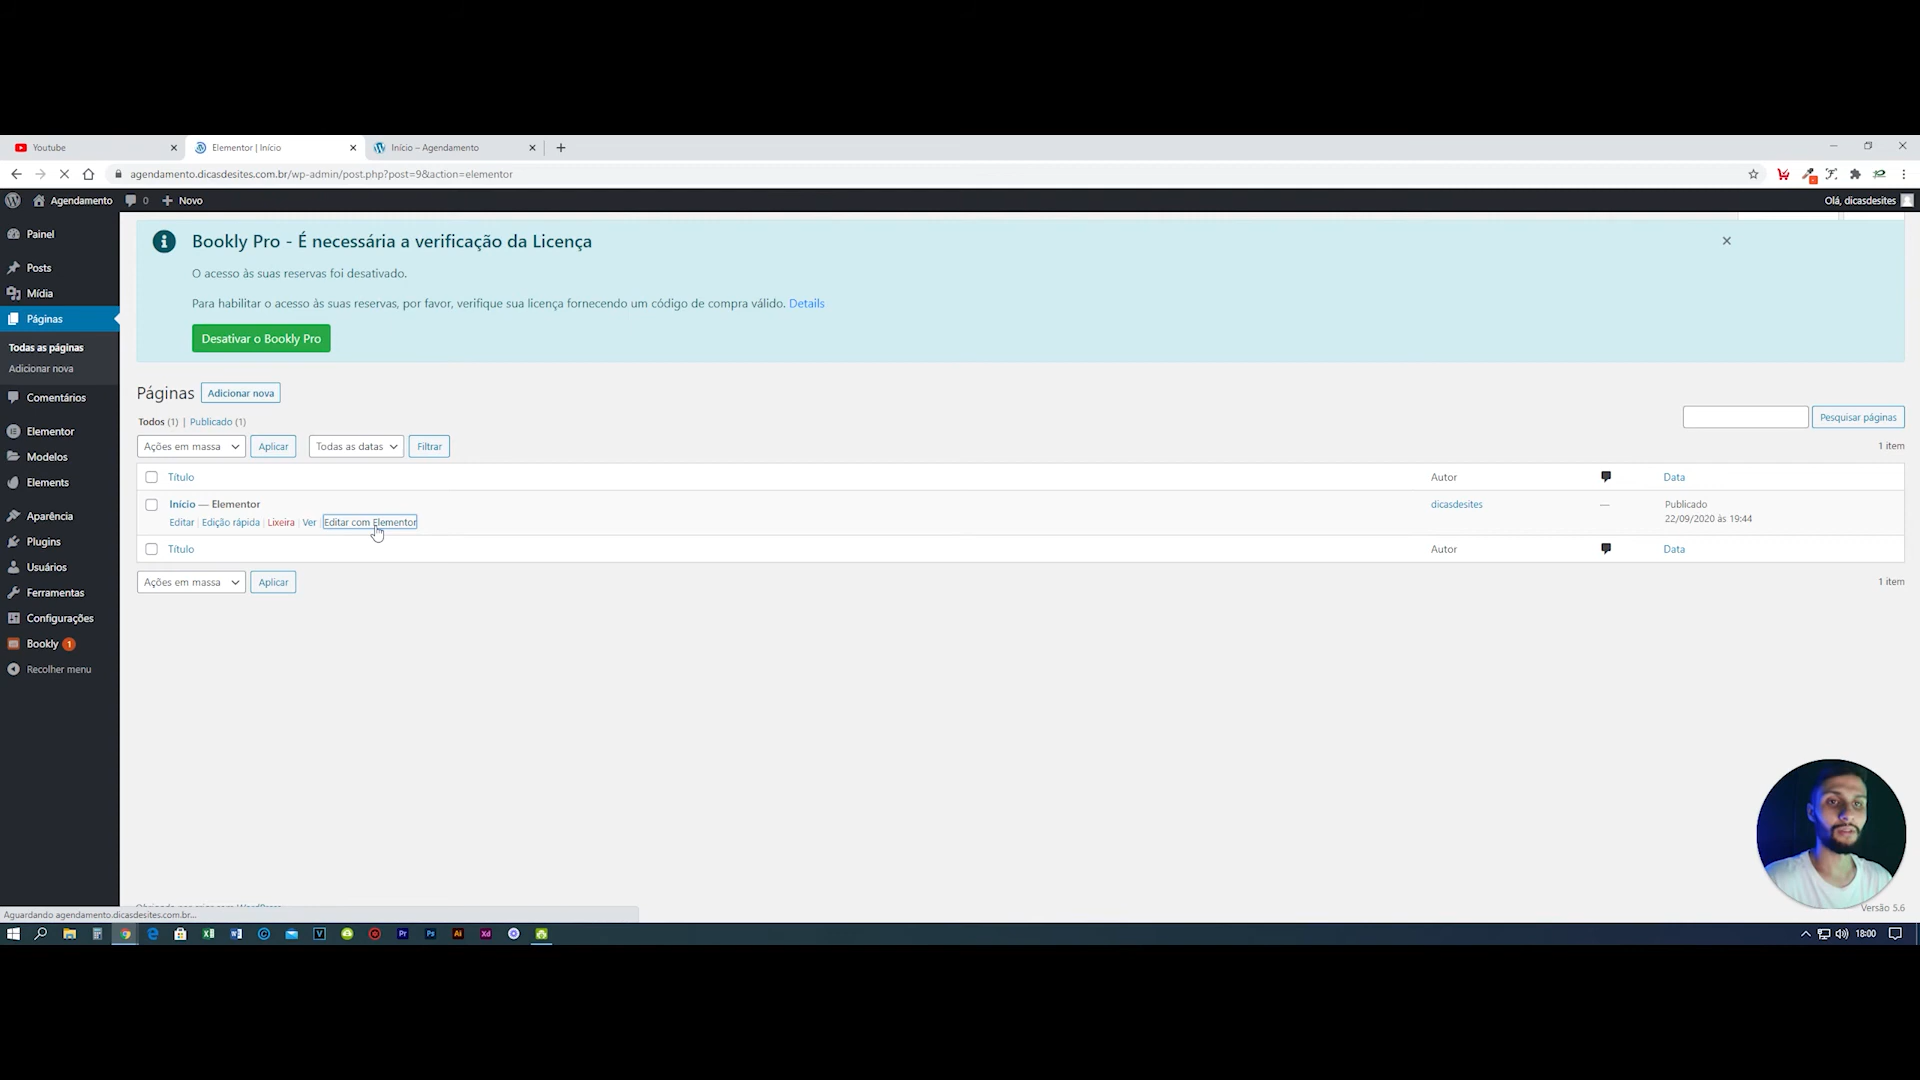 Youtube
Elementor | Início
Início – Agendamento
agendamento.dicasdesites.com.br/wp-admin/post.php?post=9&action=elementor
Agendamento
0
Novo
Olá, dicasdesites
Painel
Posts
Mídia
Páginas
Todas as páginas
Adicionar nova
Comentários
Elementor
Modelos
Elements
Aparência
Plugins
Usuários
Ferramentas
Configurações
Bookly 1
Recolher menu
Bookly Pro - É necessária a verificação da Licença
O acesso às suas reservas foi desativado.
Para habilitar o acesso às suas reservas, por favor, verifique sua licença fornecendo um código de compra válido. Details
Desativar o Bookly Pro
Páginas Adicionar nova
Todos (1) | Publicado (1)
Pesquisar páginas
Ações em massa Aplicar Todas as datas Filtrar
1 item
Título Autor Data
Início — Elementor dicasdesites — Publicado
22/09/2020 às 19:44
Editar | Edição rápida | Lixeira | Ver | Editar com Elementor
Título Autor Data
Ações em massa Aplicar
1 item
Versão 5.6
Aguardando agendamento.dicasdesites.com.br...
Pr
Ps
Ai
Xd
18:00